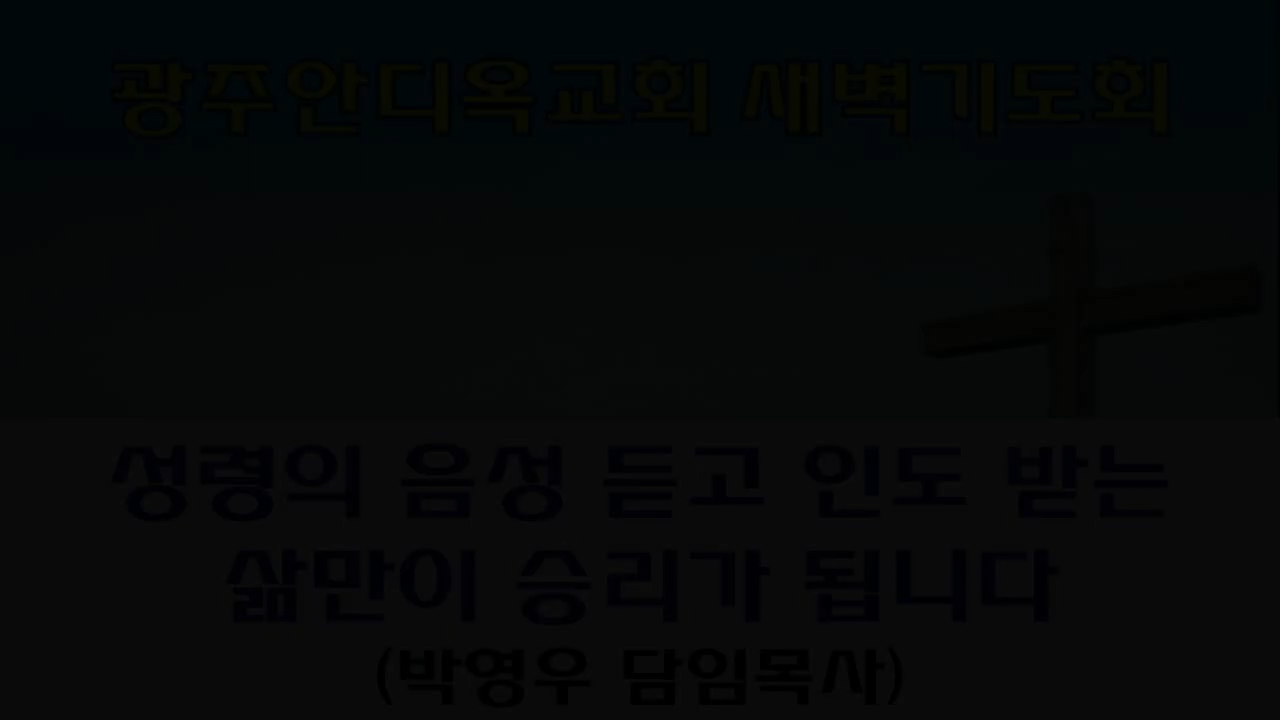 광주안디옥교회 새벽기도회
성령의 음성 듣고 인도 받는
삶만이 승리가 됩니다
(박영우 담임목사)